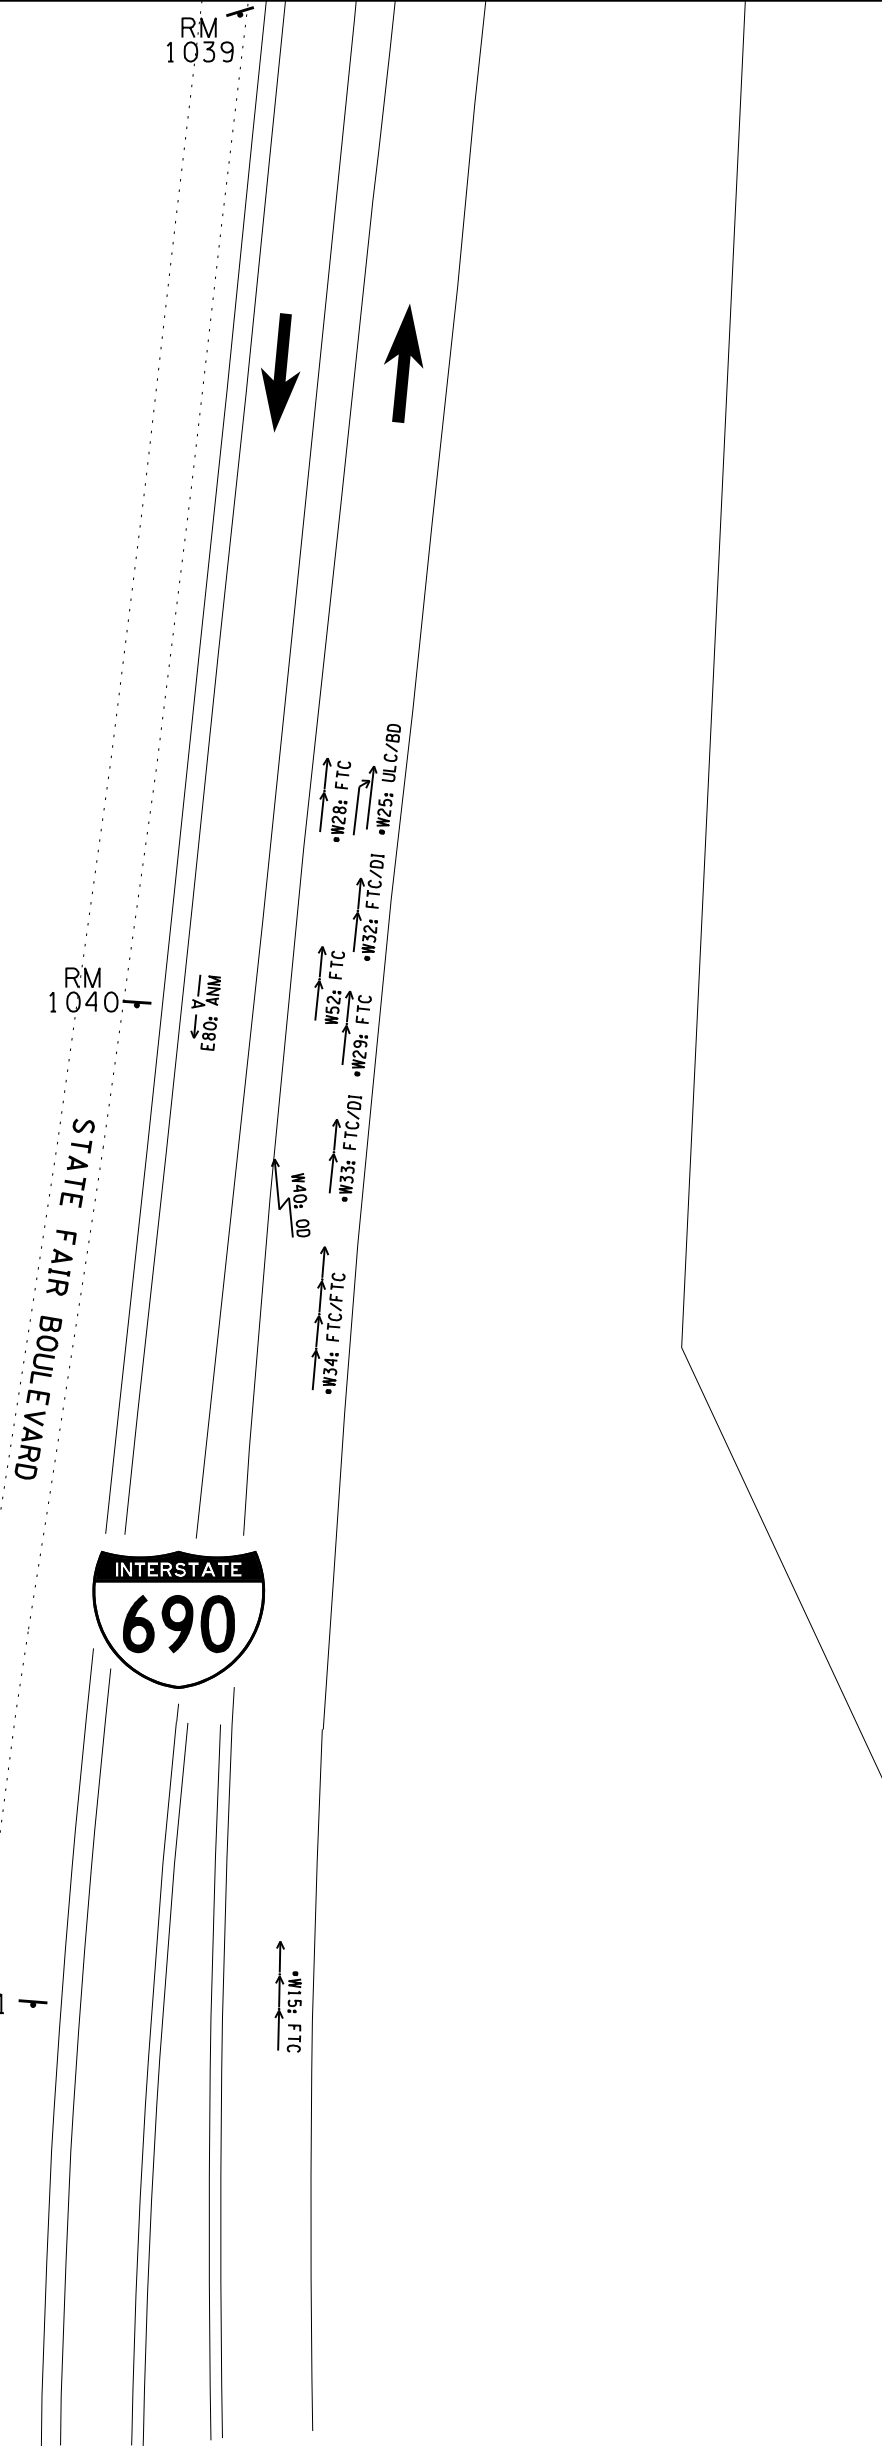 RM
1039
•W25: ULC/BD
•W28: FTC
•W32: FTC/DI
W52: FTC
RM
1040
A
E80: ANM
•W29: FTC
•W33: FTC/DI
STATE FAIR BOULEVARD
W40: OD
•W34: FTC/FTC
INTERSTATE
690
•W15: FTC
1